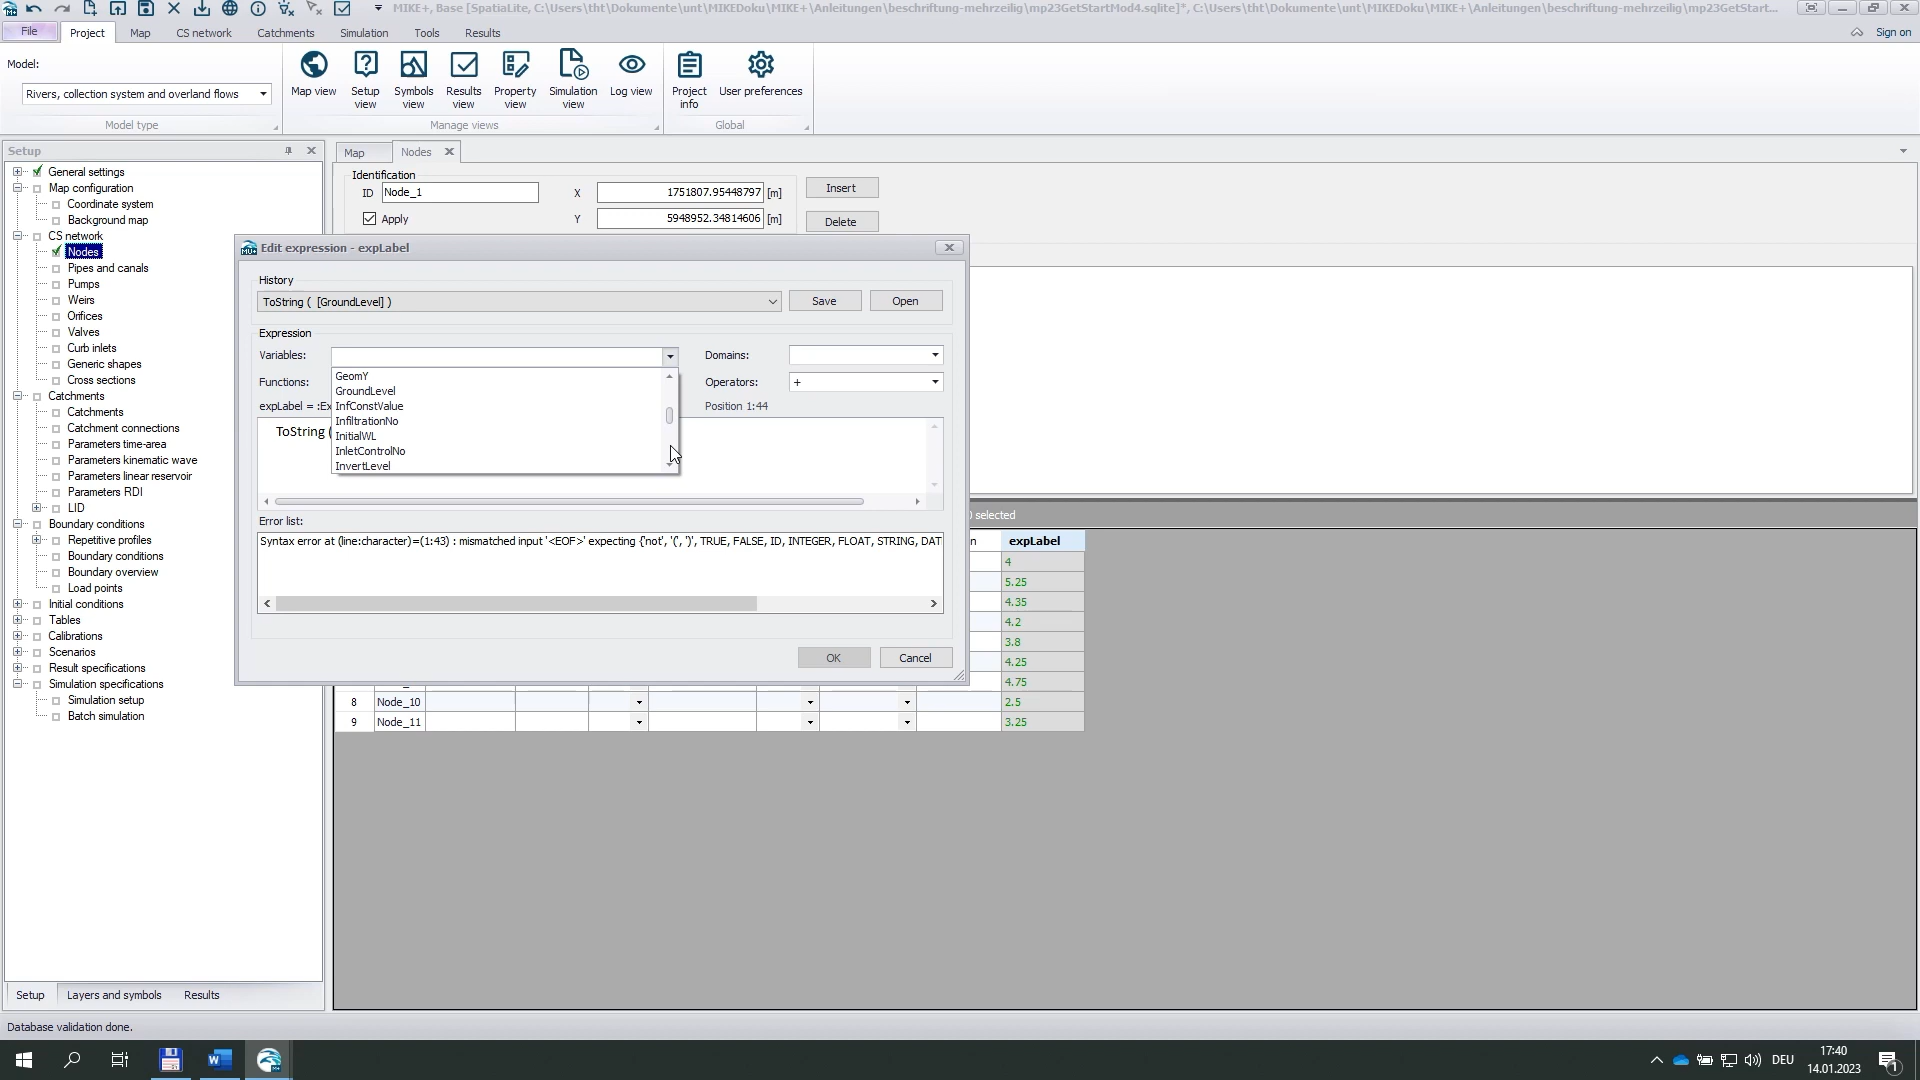 MIKE+, Base [SpatiaLite, C:\Users\tht\Dokumente\unt\MIKEDoku\MIKE+\Anleitungen\beschriftung-mehrzeilig\mp23GetStartMod4.sqlite]*, C:\Users\tht\Dokumente\unt\MIKEDoku\MIKE+\Anleitungen\beschriftung-mehrzeilig\mp23GetStart...
File Project Map CS network Catchments Simulation Tools Results Sign on
Model:
Rivers, collection system and overland flows
Model type
Map view
Setup view
Symbols view
Results view
Property view
Simulation view
Log view
Manage views
Project info
User preferences
Global
Setup
General settings
Map configuration
Coordinate system
Background map
CS network
Nodes
Pipes and canals
Pumps
Weirs
Orifices
Valves
Curb inlets
Generic shapes
Cross sections
Catchments
Catchments
Catchment connections
Parameters time-area
Parameters kinematic wave
Parameters linear reservoir
Parameters RDI
LID
Boundary conditions
Repetitive profiles
Boundary conditions
Boundary overview
Load points
Initial conditions
Tables
Calibrations
Scenarios
Result specifications
Simulation specifications
Simulation setup
Batch simulation
Setup Layers and symbols Results
Map Nodes
Identification
ID Node_1 X 1751807.95448797 [m] Insert
Apply Y 5948952.34814606 [m] Delete
Edit expression - expLabel
History
ToString ( [GroundLevel] ) Save Open
Expression
Variables: Domains:
Functions: Operators: +
expLabel = :Ex Position 1:44
ToString (
GeomY
GroundLevel
InfConstValue
InfiltrationNo
InitialWL
InletControlNo
InvertLevel
Error list:
Syntax error at (line:character)=(1:43) : mismatched input '<EOF>' expecting {'not', '(', ')', TRUE, FALSE, ID, INTEGER, FLOAT, STRING, DAT
OK Cancel
selected
n expLabel
4
5.25
4.35
4.2
3.8
4.25
4.75
8 Node_10 2.5
9 Node_11 3.25
Database validation done.
DEU
17:40
14.01.2023
1